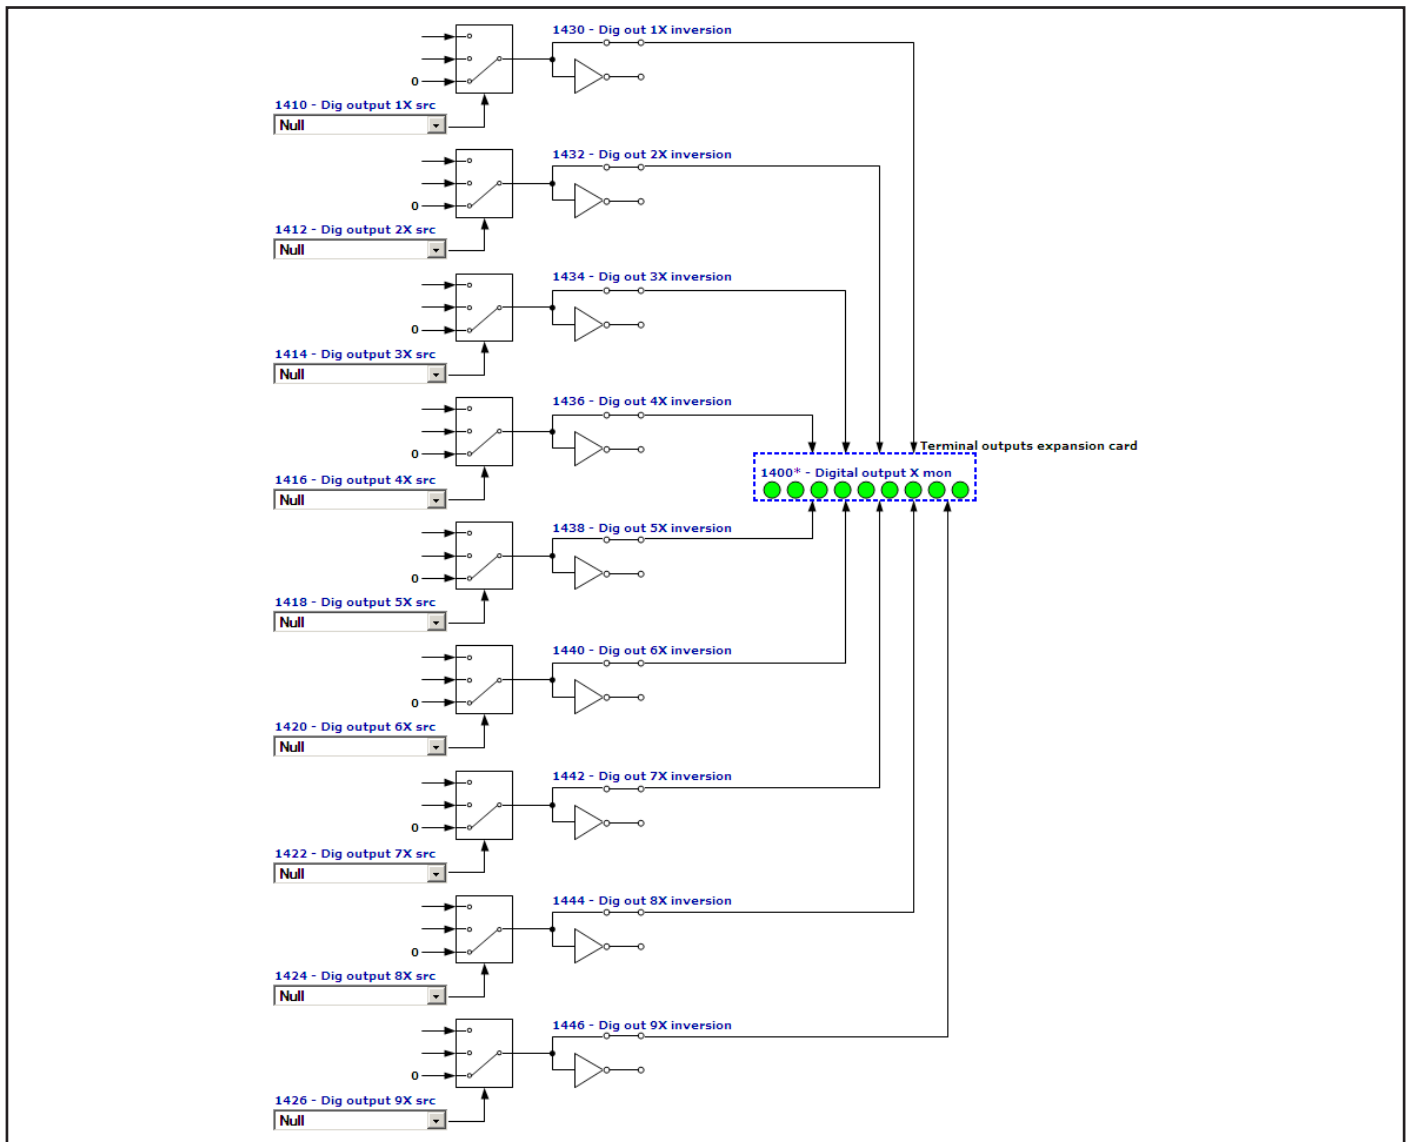 1430 - Dig out 1X inversion
0
1410 - Dig output 1X src
Null
1432 - Dig out 2X inversion
0
1412 - Dig output 2X src
Null
1434 - Dig out 3X inversion
0
1414 - Dig output 3X src
Null
1436 - Dig out 4X inversion
0
Terminal outputs expansion card
1400* - Digital output X mon
1416 - Dig output 4X src
Null
1438 - Dig out 5X inversion
0
1418 - Dig output 5X src
Null
1440 - Dig out 6X inversion
0
1420 - Dig output 6X src
Null
1442 - Dig out 7X inversion
0
1422 - Dig output 7X src
Null
1444 - Dig out 8X inversion
0
1424 - Dig output 8X src
Null
1446 - Dig out 9X inversion
0
1426 - Dig output 9X src
Null